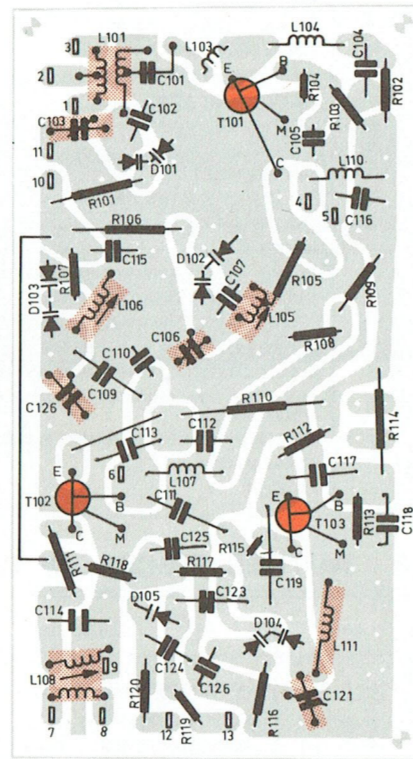 3
L101
L103
L104
2
C101
E
B
C104
1
C102
T101
R104
R103
R102
C103
M
C105
11
D101
C
L110
10
R101
4
5
C116
R106
C115
D102
R107
D103
C107
R105
L106
L105
R109
C106
R108
C110
C109
C126
R110
R114
C113
C112
R112
E
6
L107
C117
T102
B
C111
E
B
R113
C118
T103
C
M
C125
R115
C
M
R111
R118
R117
C119
C114
D105
C123
D104
L111
L108
9
C124
C126
R120
R119
R116
C121
7
8
12
13